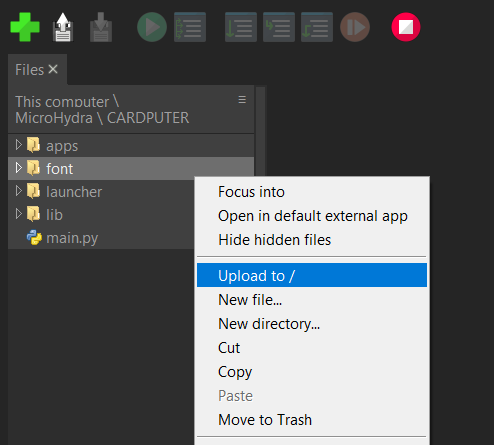 Files ×
This computer \
MicroHydra \ CARDPUTER
apps
font
launcher
lib
main.py
Focus into
Open in default external app
Hide hidden files
Upload to /
New file...
New directory...
Cut
Copy
Paste
Move to Trash